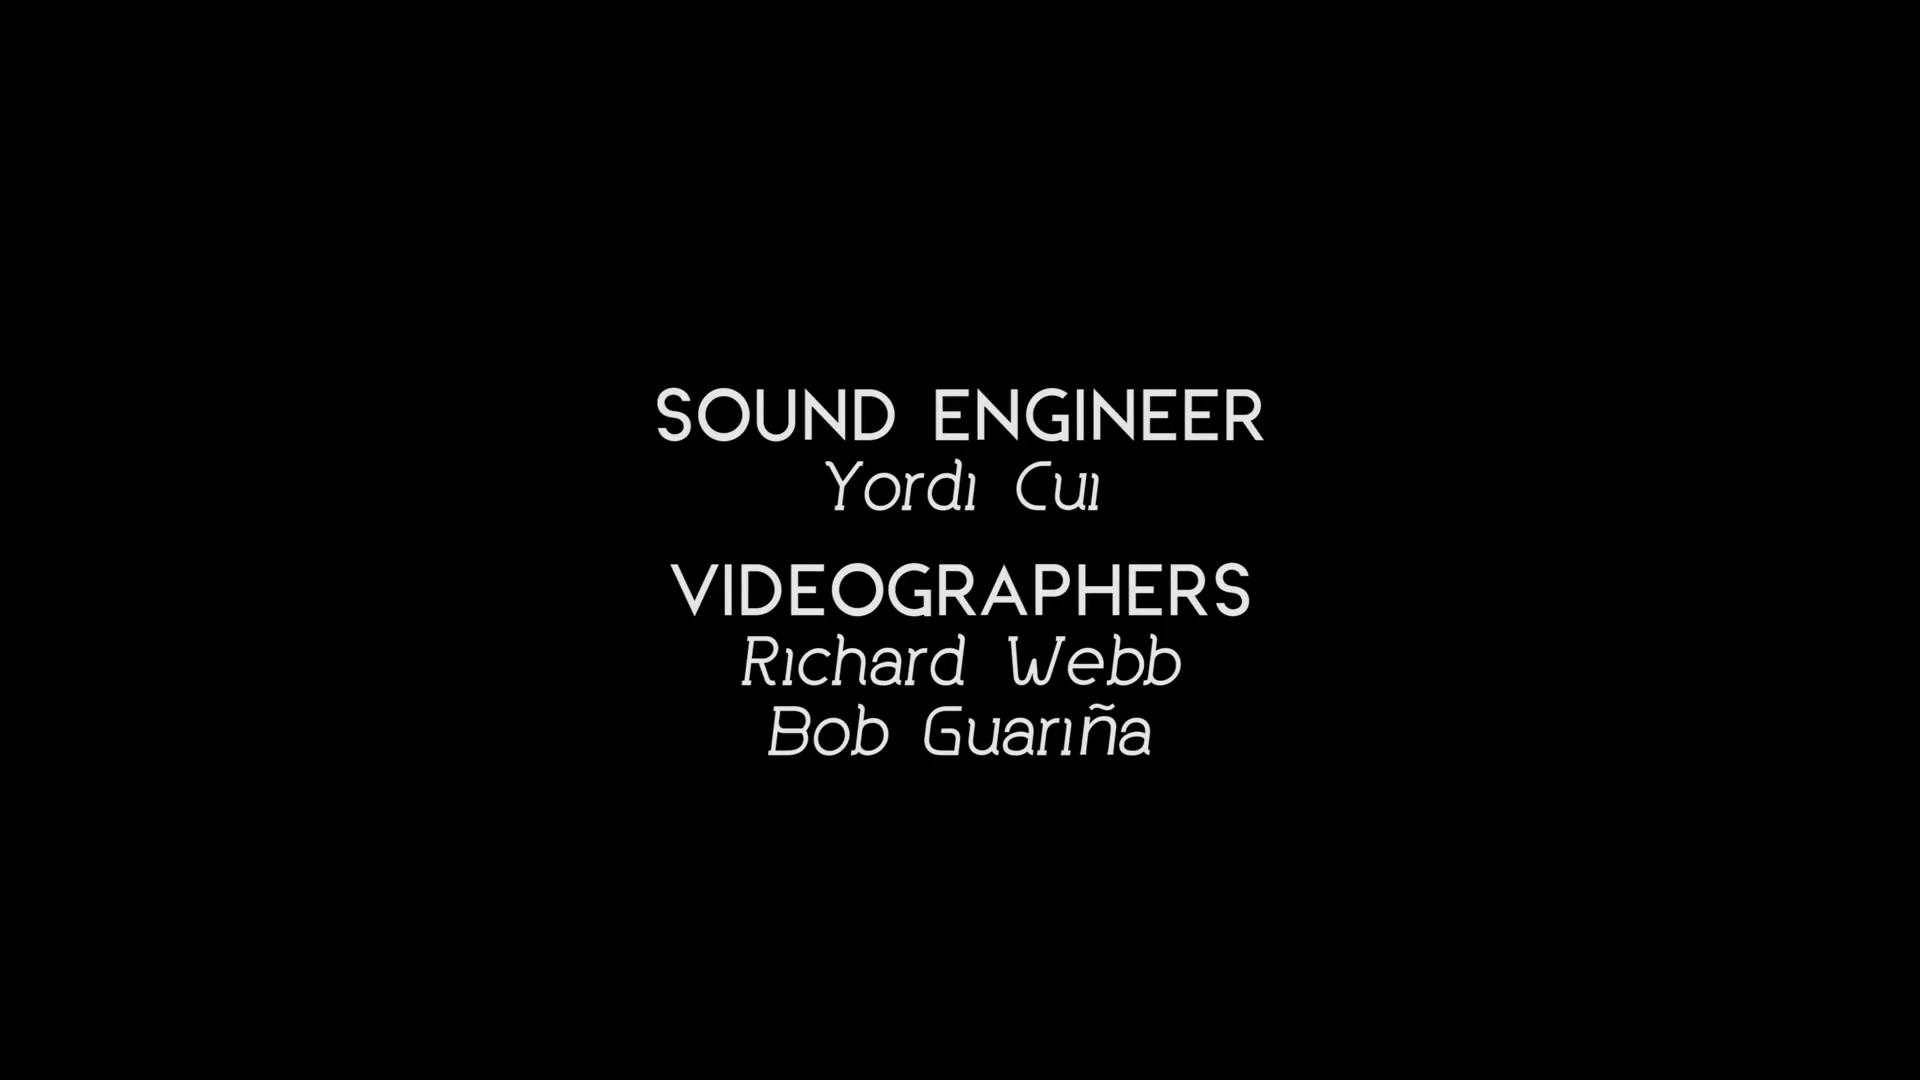 SOUND ENGINEER
Yordi Cui
VIDEOGRAPHERS
Richard Webb
Bob Guariña